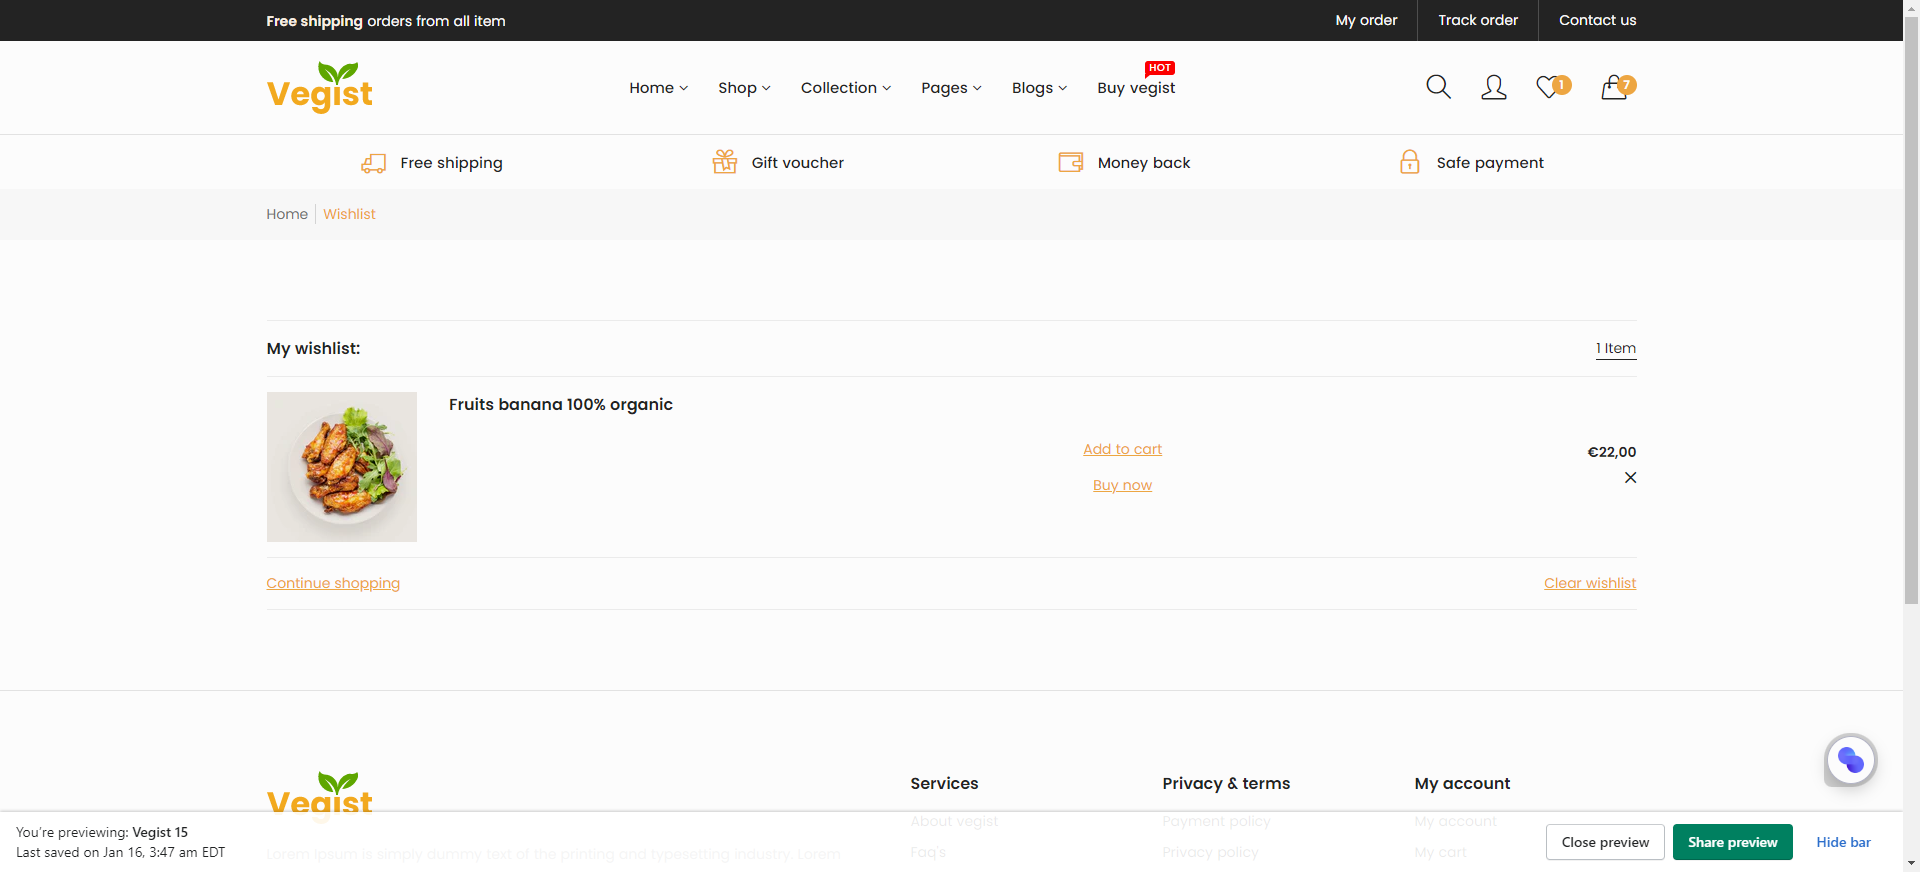 Free shipping orders from all item
My order
Track order
Contact us
Vegist
Home
Shop
Collection
Pages
Blogs
Buy vegist
HOT
1
7
Free shipping
Gift voucher
Money back
Safe payment
Home
Wishlist
My wishlist:
1 Item
Fruits banana 100% organic
Add to cart
Buy now
€22,00
Continue shopping
Clear wishlist
Vegist
Services
Privacy & terms
My account
About vegist
Payment policy
My account
Lorem Ipsum is simply dummy text of the printing and typesetting industry. Lorem
Faq's
Privacy policy
My cart
You're previewing: Vegist 15
Last saved on Jan 16, 3:47 am EDT
Close preview
Share preview
Hide bar